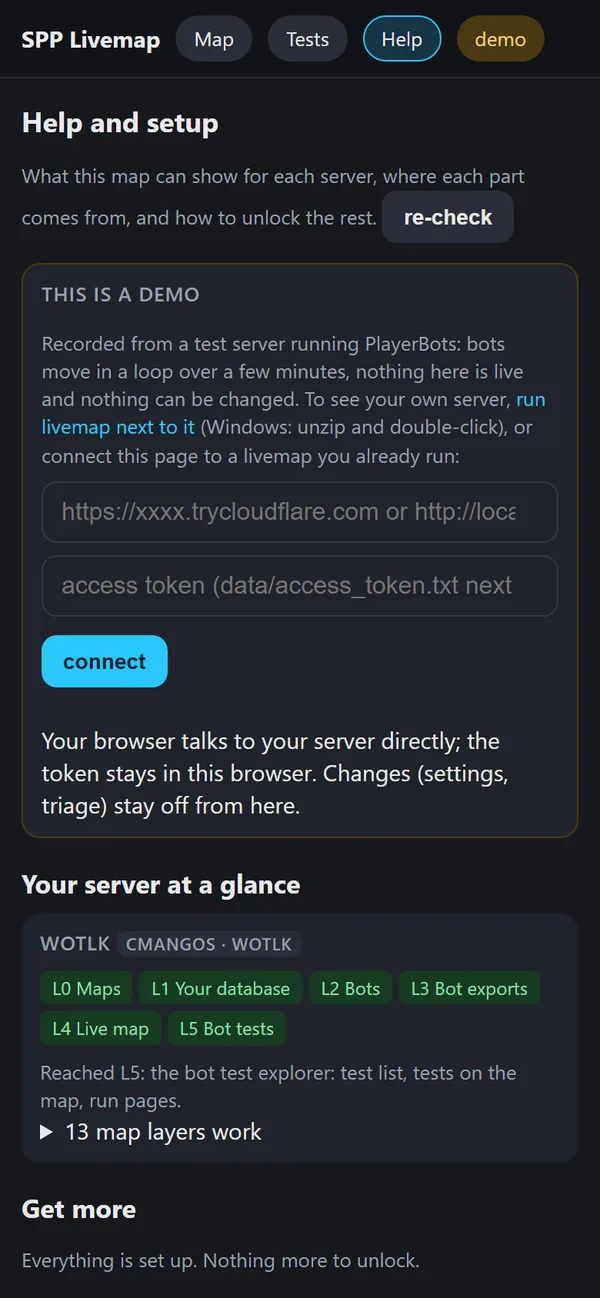 SPP Livemap Map Tests Help demo
Help and setup
What this map can show for each server, where each part
comes from, and how to unlock the rest. re-check
THIS IS A DEMO
Recorded from a test server running PlayerBots: bots
move in a loop over a few minutes, nothing here is live
and nothing can be changed. To see your own server, run
livemap next to it (Windows: unzip and double-click), or
connect this page to a livemap you already run:
https://xxxx.trycloudflare.com or http://loca
access token (data/access_token.txt next
connect
Your browser talks to your server directly; the
token stays in this browser. Changes (settings,
triage) stay off from here.
Your server at a glance
WOTLK CMANGOS · WOTLK
L0 Maps L1 Your database L2 Bots L3 Bot exports
L4 Live map L5 Bot tests
Reached L5: the bot test explorer: test list, tests on the
map, run pages.
13 map layers work
Get more
Everything is set up. Nothing more to unlock.